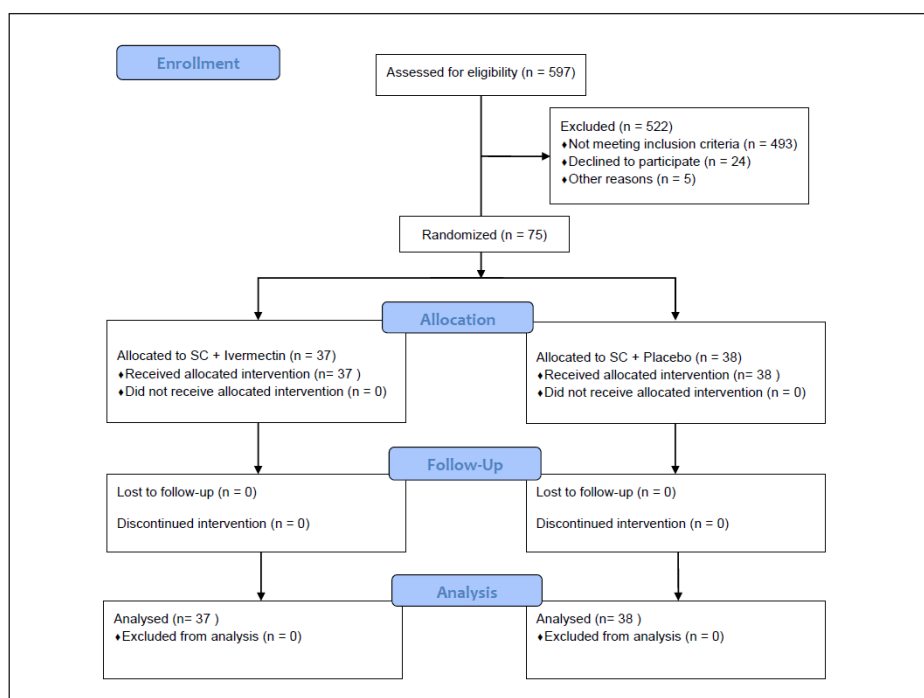 Enrollment
Assessed for eligibility (n = 597)
Excluded (n = 522)
♦Not meeting inclusion criteria (n = 493)
♦Declined to participate (n = 24)
♦Other reasons (n = 5)
Randomized (n = 75)
Allocation
Allocated to SC + Ivermectin (n = 37)
♦Received allocated intervention (n= 37 )
♦Did not receive allocated intervention (n = 0)
Allocated to SC + Placebo (n = 38)
♦Received allocated intervention (n= 38 )
♦Did not receive allocated intervention (n = 0)
Follow-Up
Lost to follow-up (n = 0)
Discontinued intervention (n = 0)
Lost to follow-up (n = 0)
Discontinued intervention (n = 0)
Analysis
Analysed (n= 37 )
♦Excluded from analysis (n = 0)
Analysed (n= 38 )
♦Excluded from analysis (n = 0)